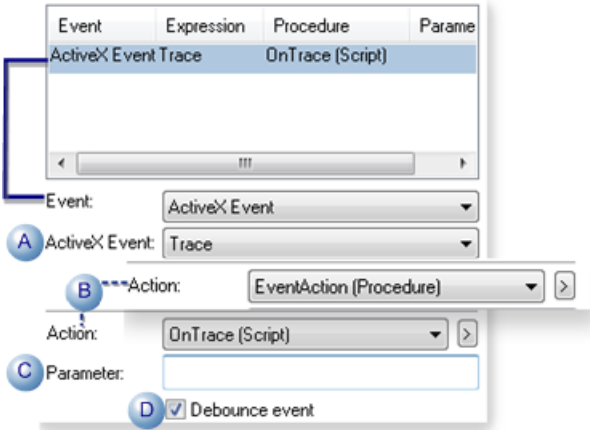 Event Expression Procedure Parame
ActiveX Event Trace OnTrace (Script)
Event: ActiveX Event
A ActiveX Event: Trace
B Action: EventAction (Procedure) >
Action: OnTrace (Script) >
C Parameter:
D Debounce event